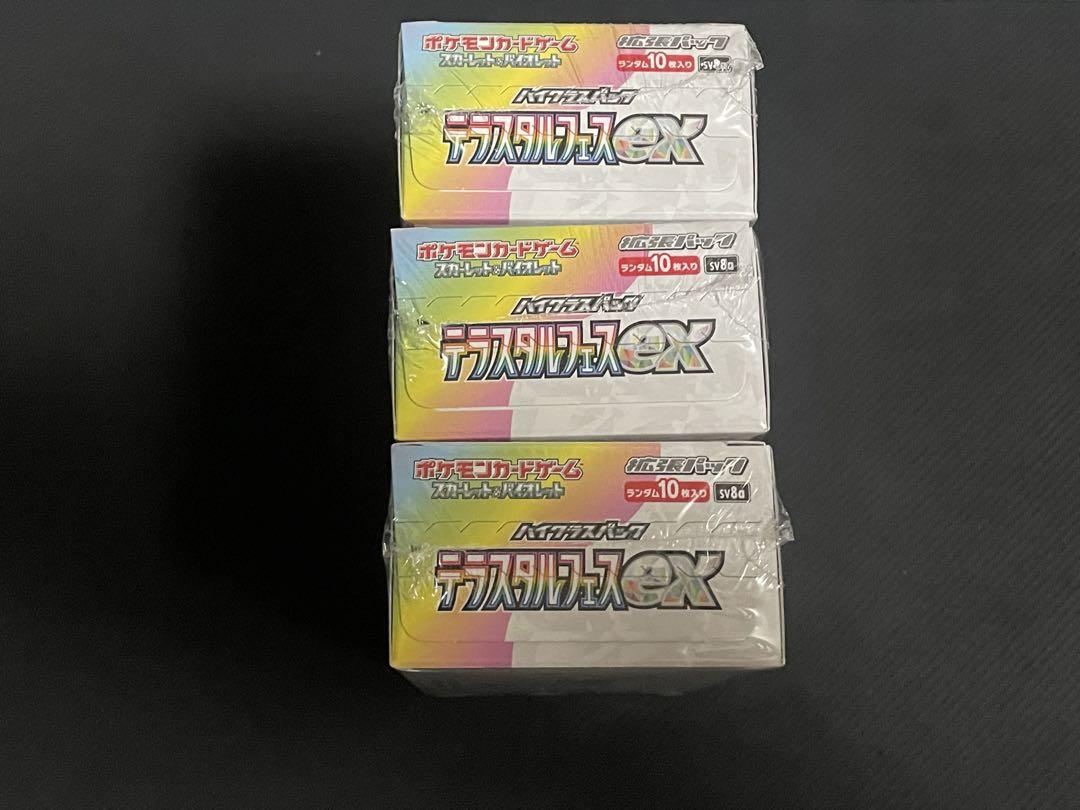 ポケモンカードゲーム 拡張パック
スカーレット&バイオレット ランダム10枚入り sv8a
ハイクラスパック
テラスタルフェスex
ポケモンカードゲーム 拡張パック
スカーレット&バイオレット ランダム10枚入り sv8a
ハイクラスパック
テラスタルフェスex
ポケモンカードゲーム 拡張パック
スカーレット&バイオレット ランダム10枚入り sv8a
ハイクラスパック
テラスタルフェスex